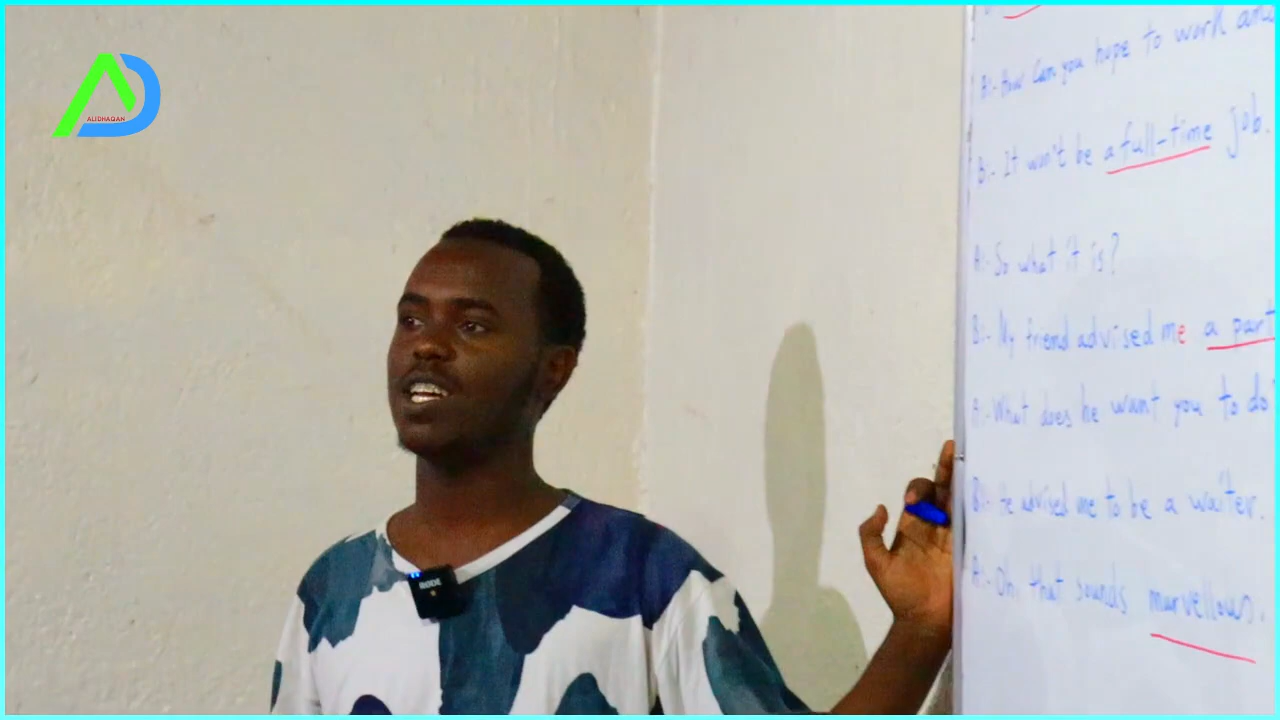 ALIDHAQAN
RODE
A:- How can you hope to work and
B:- It won't be a full-time job.
A:- So what it is?
B:- My friend advised me a part
A:- What does he want you to do?
B:- He advised me to be a waiter.
A:- Oh, that sounds marvellous.